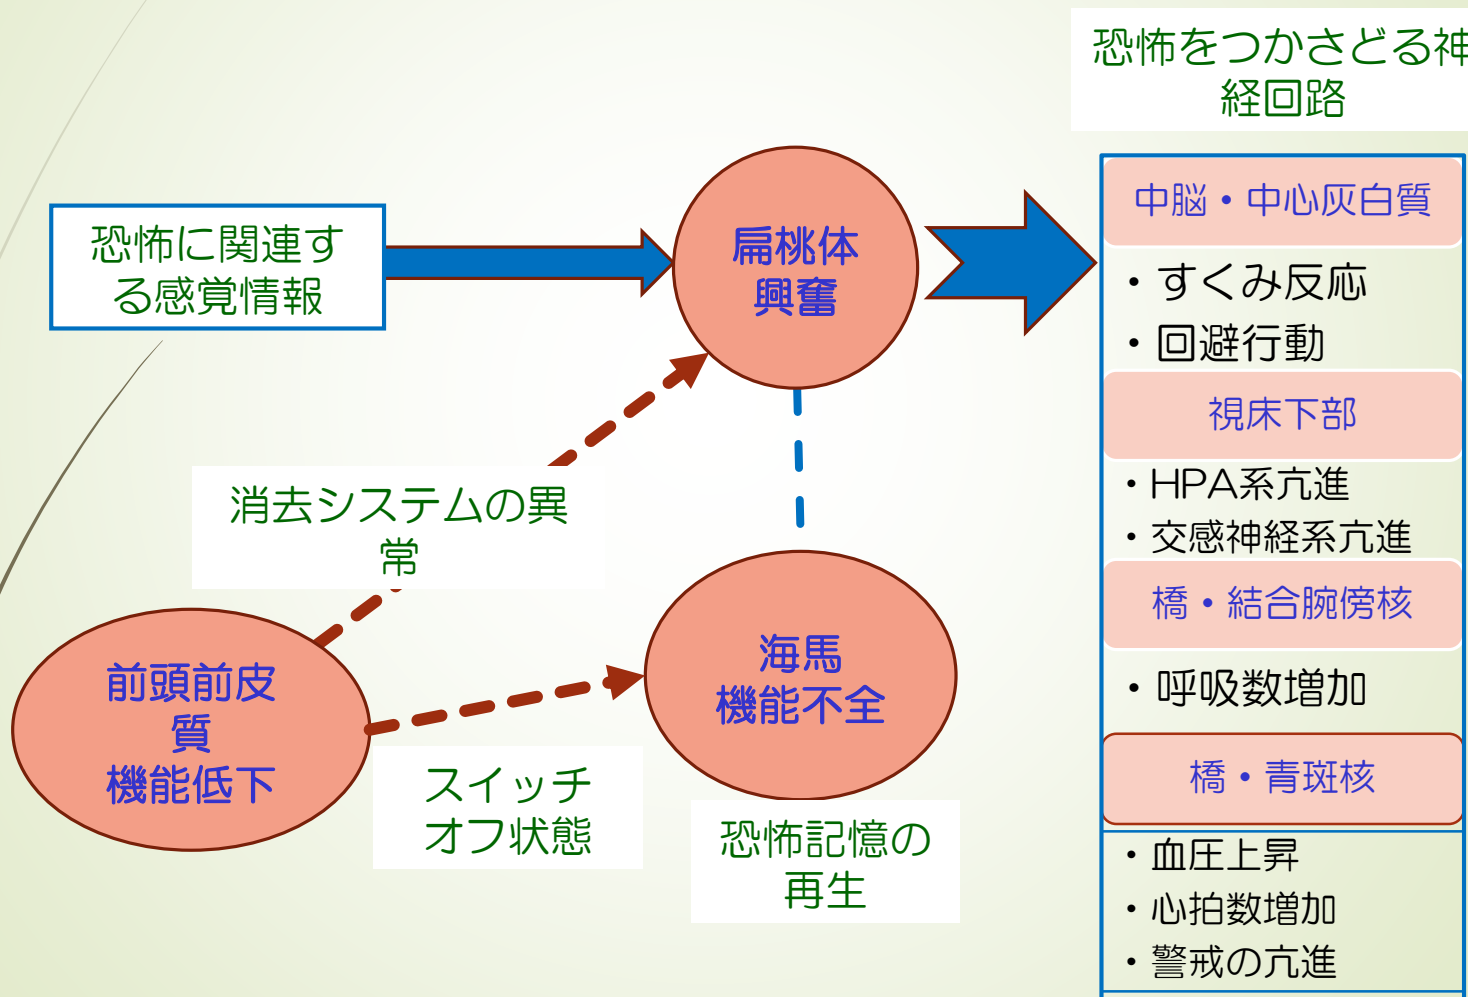 恐怖をつかさどる神
経回路
恐怖に関連す
る感覚情報
扁桃体
興奮
消去システムの異
常
前頭前皮
質
機能低下
スイッチ
オフ状態
海馬
機能不全
恐怖記憶の
再生
中脳・中心灰白質
・すくみ反応
・回避行動
視床下部
・HPA系亢進
・交感神経系亢進
橋・結合腕傍核
・呼吸数増加
橋・青斑核
・血圧上昇
・心拍数増加
・警戒の亢進